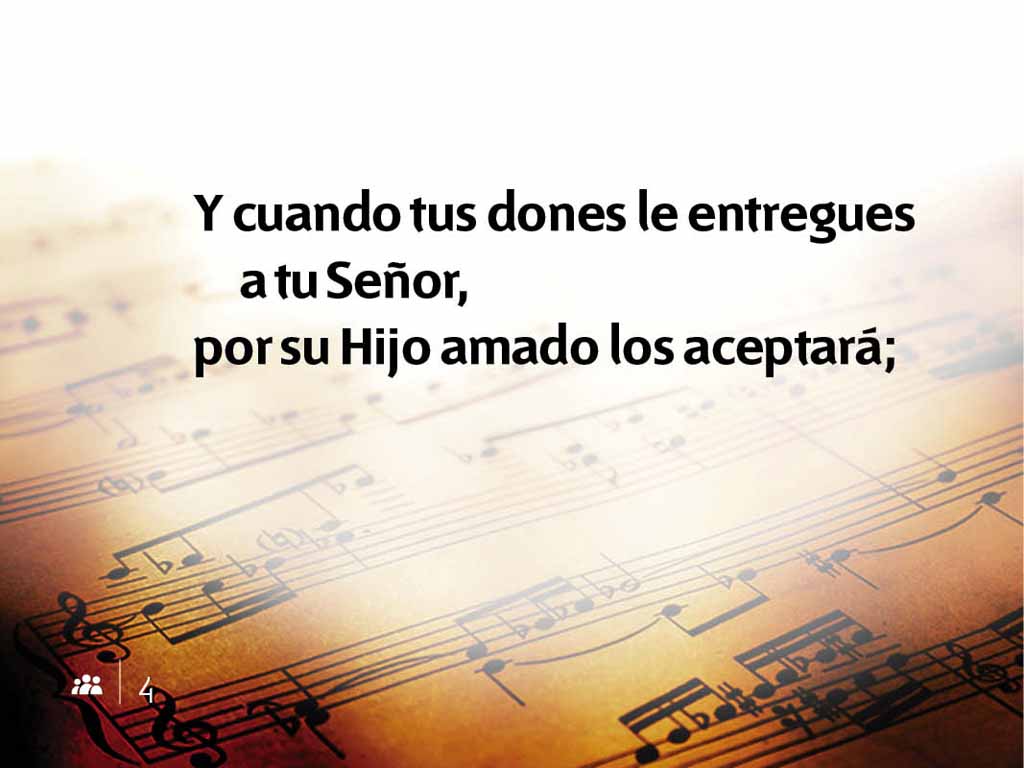 Y cuando tus dones le entregues
a tu Señor,
por su Hijo amado los aceptará;
4